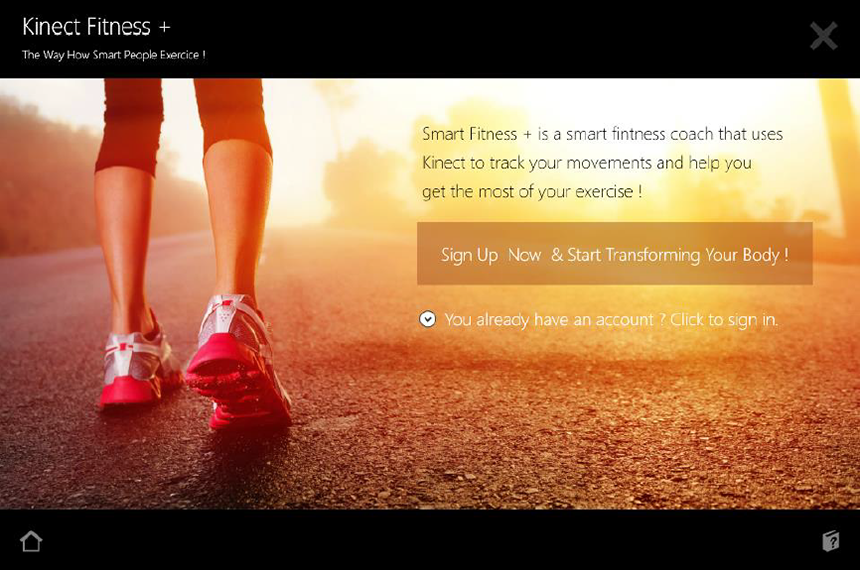 Kinect Fitness +
The Way How Smart People Exercice !
Smart Fitness + is a smart fintness coach that uses
Kinect to track your movements and help you
get the most of your exercise !
Sign Up Now & Start Transforming Your Body !
You already have an account ? Click to sign in.
?